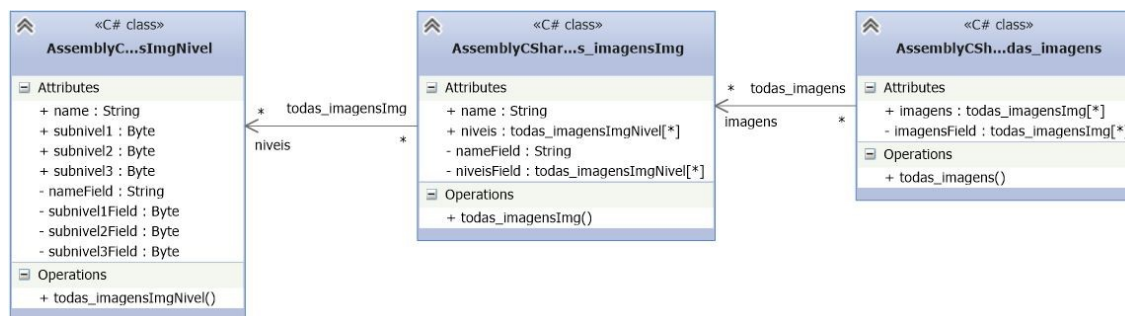 «C# class»
AssemblyC...sImgNivel
Attributes
+ name : String
+ subnivel1 : Byte
+ subnivel2 : Byte
+ subnivel3 : Byte
- nameField : String
- subnivel1Field : Byte
- subnivel2Field : Byte
- subnivel3Field : Byte
Operations
+ todas_imagensImgNivel()
* todas_imagensImg
niveis *
«C# class»
AssemblyCShar...s_imagensImg
Attributes
+ name : String
+ niveis : todas_imagensImgNivel[*]
- nameField : String
- niveisField : todas_imagensImgNivel[*]
Operations
+ todas_imagensImg()
* todas_imagens
imagens *
«C# class»
AssemblyCSh...das_imagens
Attributes
+ imagens : todas_imagensImg[*]
- imagensField : todas_imagensImg[*]
Operations
+ todas_imagens()